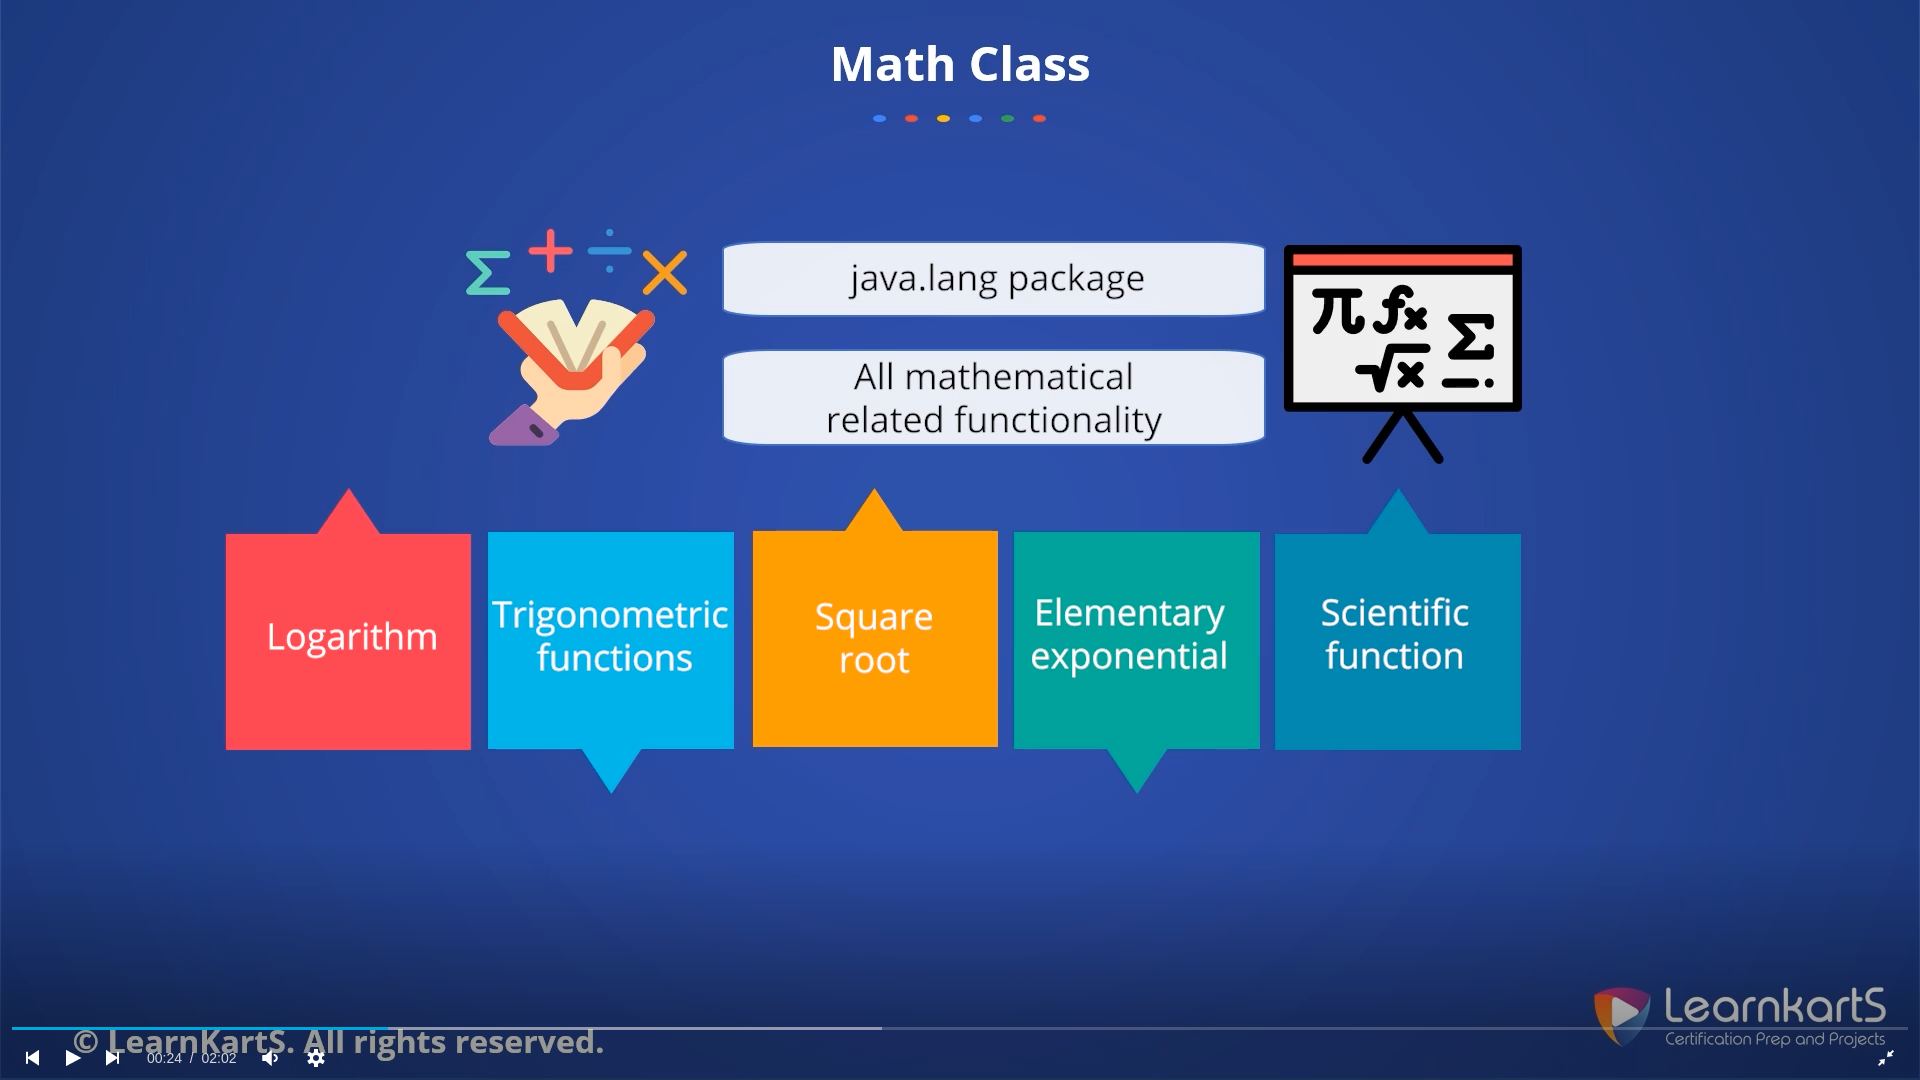 Math Class
java.lang package
All mathematical
related functionality
π fx Σ
√x
Logarithm
Trigonometric
functions
Square
root
Elementary
exponential
Scientific
function
LearnkartS
Certification Prep and Projects
© LearnKartS. All rights reserved.
00:24 / 02:02